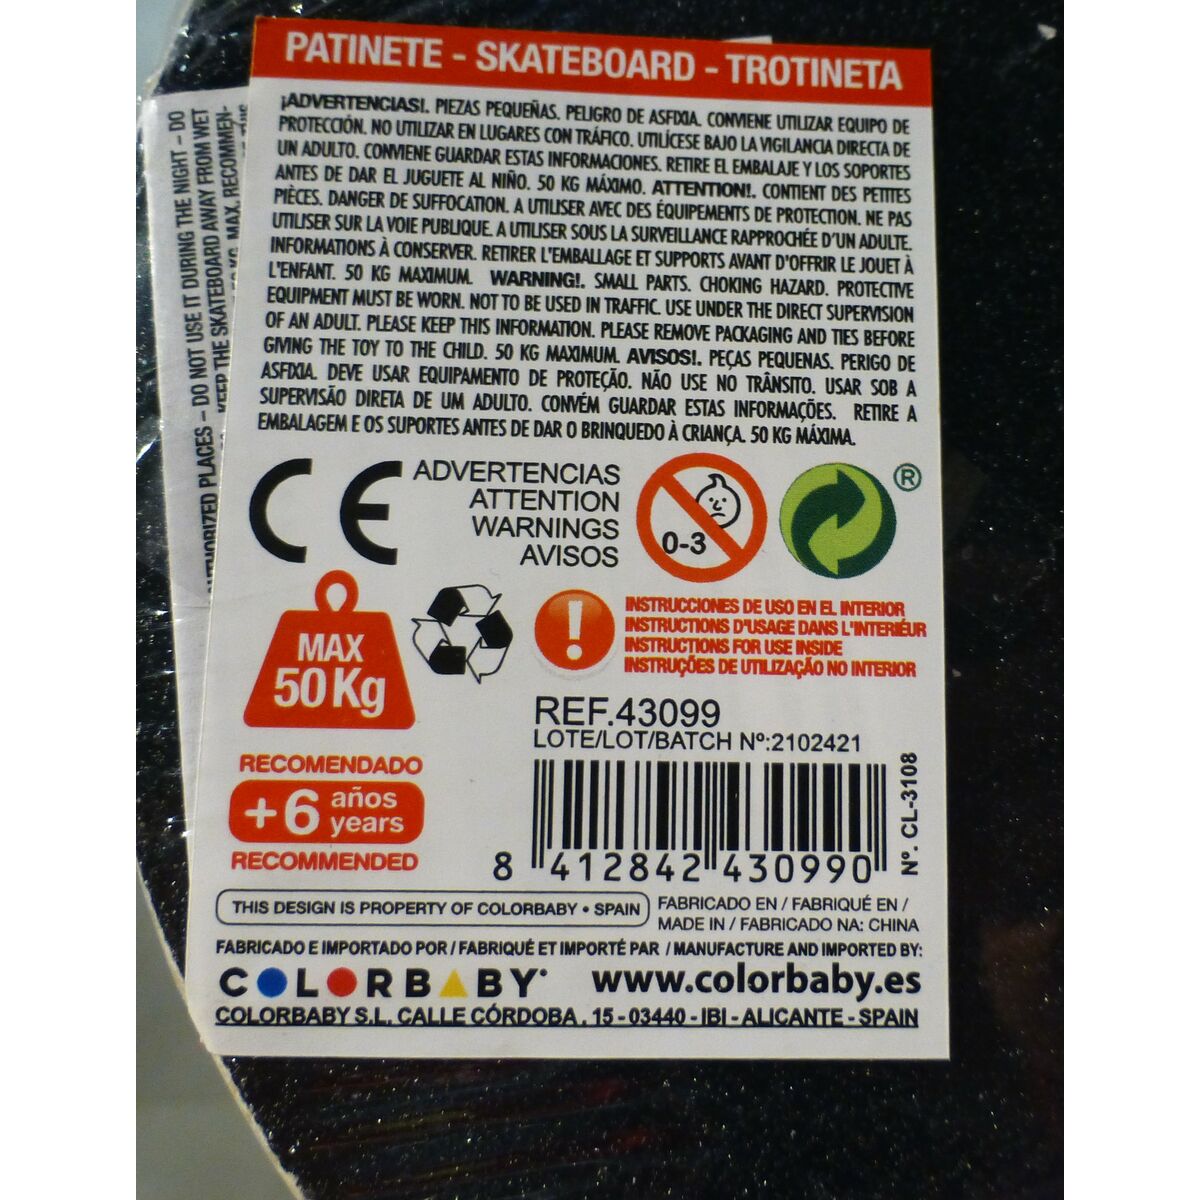 PATINETE - SKATEBOARD - TROTINETA
¡ADVERTENCIAS!. PIEZAS PEQUEÑAS. PELIGRO DE ASFIXIA. CONVIENE UTILIZAR EQUIPO DE
PROTECCIÓN. NO UTILIZAR EN LUGARES CON TRÁFICO. UTILÍCESE BAJO LA VIGILANCIA DIRECTA DE
UN ADULTO. CONVIENE GUARDAR ESTAS INFORMACIONES. RETIRE EL EMBALAJE Y LOS SOPORTES
ANTES DE DAR EL JUGUETE AL NIÑO. 50 KG MÁXIMO. ATTENTION!. CONTIENT DES PETITES
PIÈCES. DANGER DE SUFFOCATION. A UTILISER AVEC DES ÉQUIPEMENTS DE PROTECTION. NE PAS
UTILISER SUR LA VOIE PUBLIQUE. A UTILISER SOUS LA SURVEILLANCE RAPPROCHÉE D'UN ADULTE.
INFORMATIONS À CONSERVER. RETIRER L'EMBALLAGE ET SUPPORTS AVANT D'OFFRIR LE JOUET À
L'ENFANT. 50 KG MAXIMUM. WARNING!. SMALL PARTS. CHOKING HAZARD. PROTECTIVE
EQUIPMENT MUST BE WORN. NOT TO BE USED IN TRAFFIC. USE UNDER THE DIRECT SUPERVISION
OF AN ADULT. PLEASE KEEP THIS INFORMATION. PLEASE REMOVE PACKAGING AND TIES BEFORE
GIVING THE TOY TO THE CHILD. 50 KG MAXIMUM. AVISOS!. PEÇAS PEQUENAS. PERIGO DE
ASFIXIA. DEVE USAR EQUIPAMENTO DE PROTEÇÃO. NÃO USE NO TRÂNSITO. USAR SOB A
SUPERVISÃO DIRETA DE UM ADULTO. CONVÉM GUARDAR ESTAS INFORMAÇÕES. RETIRE A
EMBALAGEM E OS SUPORTES ANTES DE DAR O BRINQUEDO À CRIANÇA. 50 KG MÁXIMA.
CE
ADVERTENCIAS
ATTENTION
WARNINGS
AVISOS
0-3
®
MAX
50Kg
!
INSTRUCCIONES DE USO EN EL INTERIOR
INSTRUCTIONS D'USAGE DANS L'INTERIÉUR
INSTRUCTIONS FOR USE INSIDE
INSTRUÇÕES DE UTILIZAÇÃO NO INTERIOR
REF.43099
LOTE/LOT/BATCH Nº:2102421
RECOMENDADO
+6 años
years
RECOMMENDED
8 412842 430990
Nº. CL-3108
THIS DESIGN IS PROPERTY OF COLORBABY • SPAIN
FABRICADO EN / FABRIQUÉ EN /
MADE IN / FABRICADO NA: CHINA
FABRICADO E IMPORTADO POR / FABRIQUÉ ET IMPORTÉ PAR / MANUFACTURE AND IMPORTED BY:
COLORBABY
www.colorbaby.es
COLORBABY S.L. CALLE CÓRDOBA , 15 - 03440 - IBI - ALICANTE - SPAIN
PLACES – DO NOT USE IT DURING THE NIGHT – DO
KEEP THE SKATEBOARD AWAY FROM WET
KG. MAX. RECOMMEN-